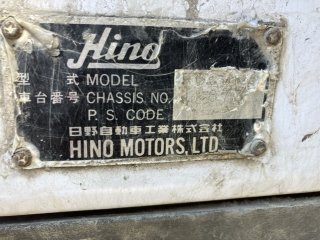 Hino
型 式 MODEL
車台番号 CHASSIS NO.
P. S. CODE
日野自動車工業株式会社
HINO MOTORS, LTD.